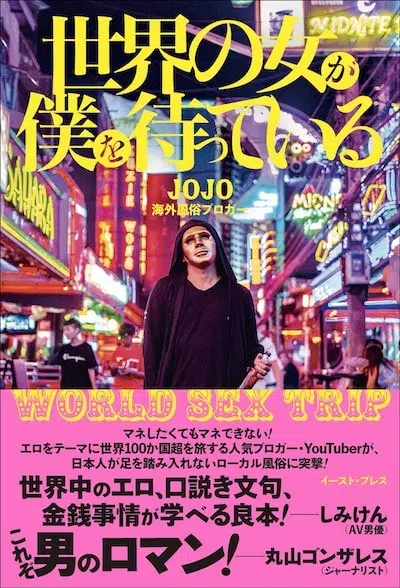 世界の女が
僕を待っている
JOJO
海外風俗ブロガー
MIDNITE
SAHARA
WORLD SEX TRIP
マネしたくてもマネできない!
エロをテーマに世界100か国超を旅する人気ブロガー・YouTuberが、
日本人が足を踏み入れないローカル風俗に突撃!
イースト・プレス
世界中のエロ、口説き文句、
金銭事情が学べる良本!──しみけん
(AV男優)
これぞ男のロマン!──丸山ゴンザレス
(ジャーナリスト)